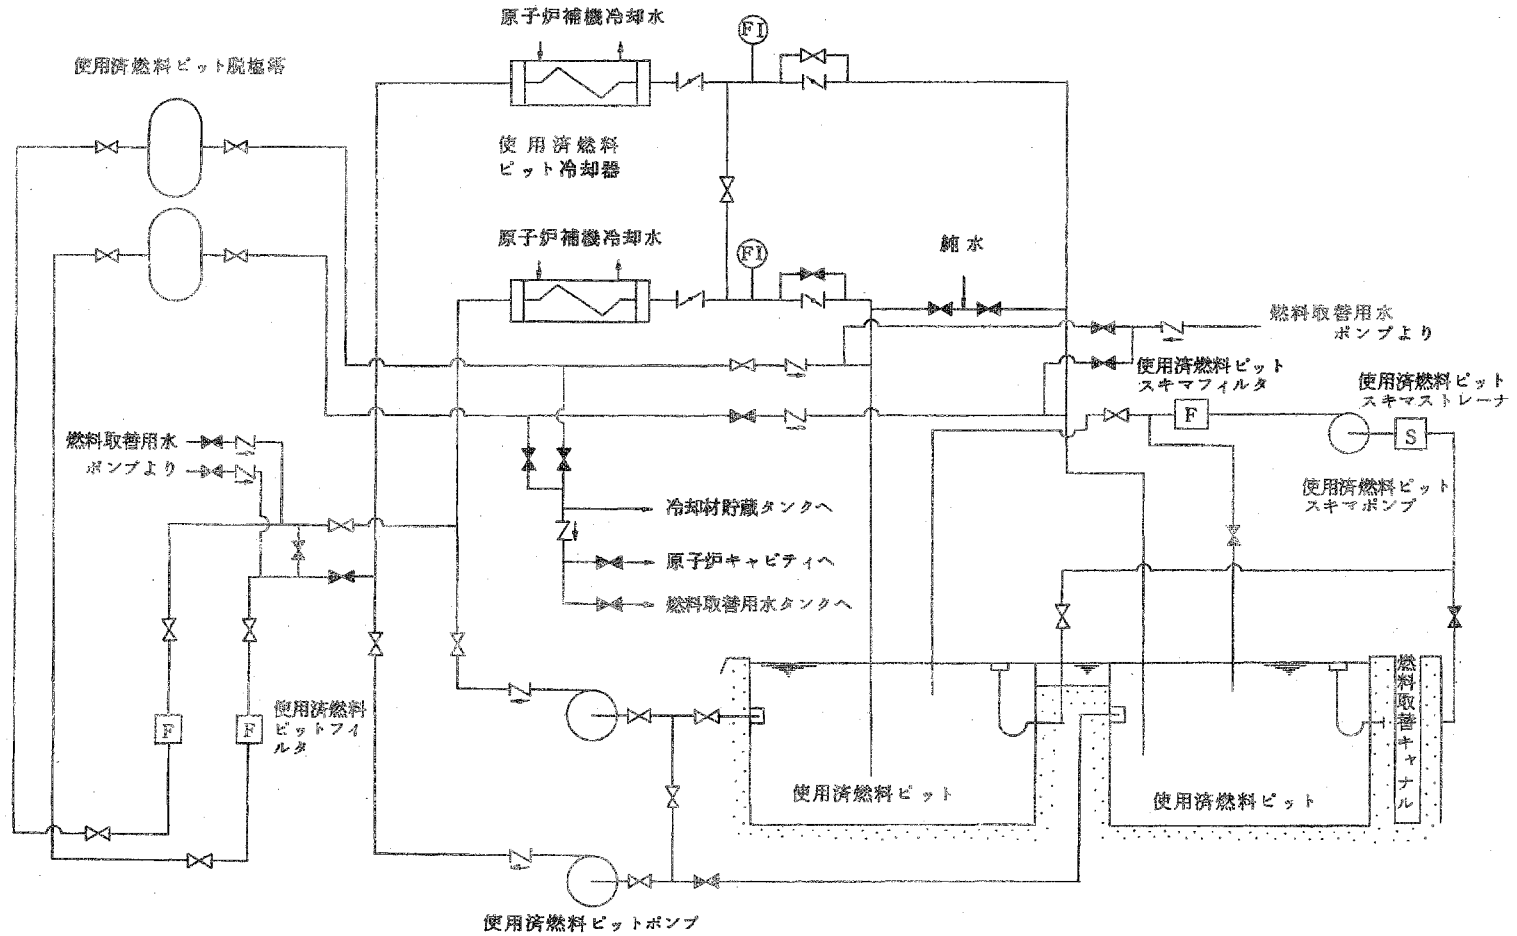 原子炉補機冷却水
FI
使用済燃料ピット脱塩塔
使用済燃料
ピット冷却器
原子炉補機冷却水
FI
純水
燃料取替用水
ポンプより
使用済燃料ピット
スキマフィルタ
使用済燃料ピット
スキマストレーナ
F
S
燃料取替用水
ポンプより
使用済燃料ピット
スキマポンプ
冷却材貯蔵タンクへ
原子炉キャビティへ
燃料取替用水タンクへ
燃料取替キャナル
使用済燃料
ピットフィ
ルタ
F
F
使用済燃料ピット
使用済燃料ピット
使用済燃料ピットポンプ